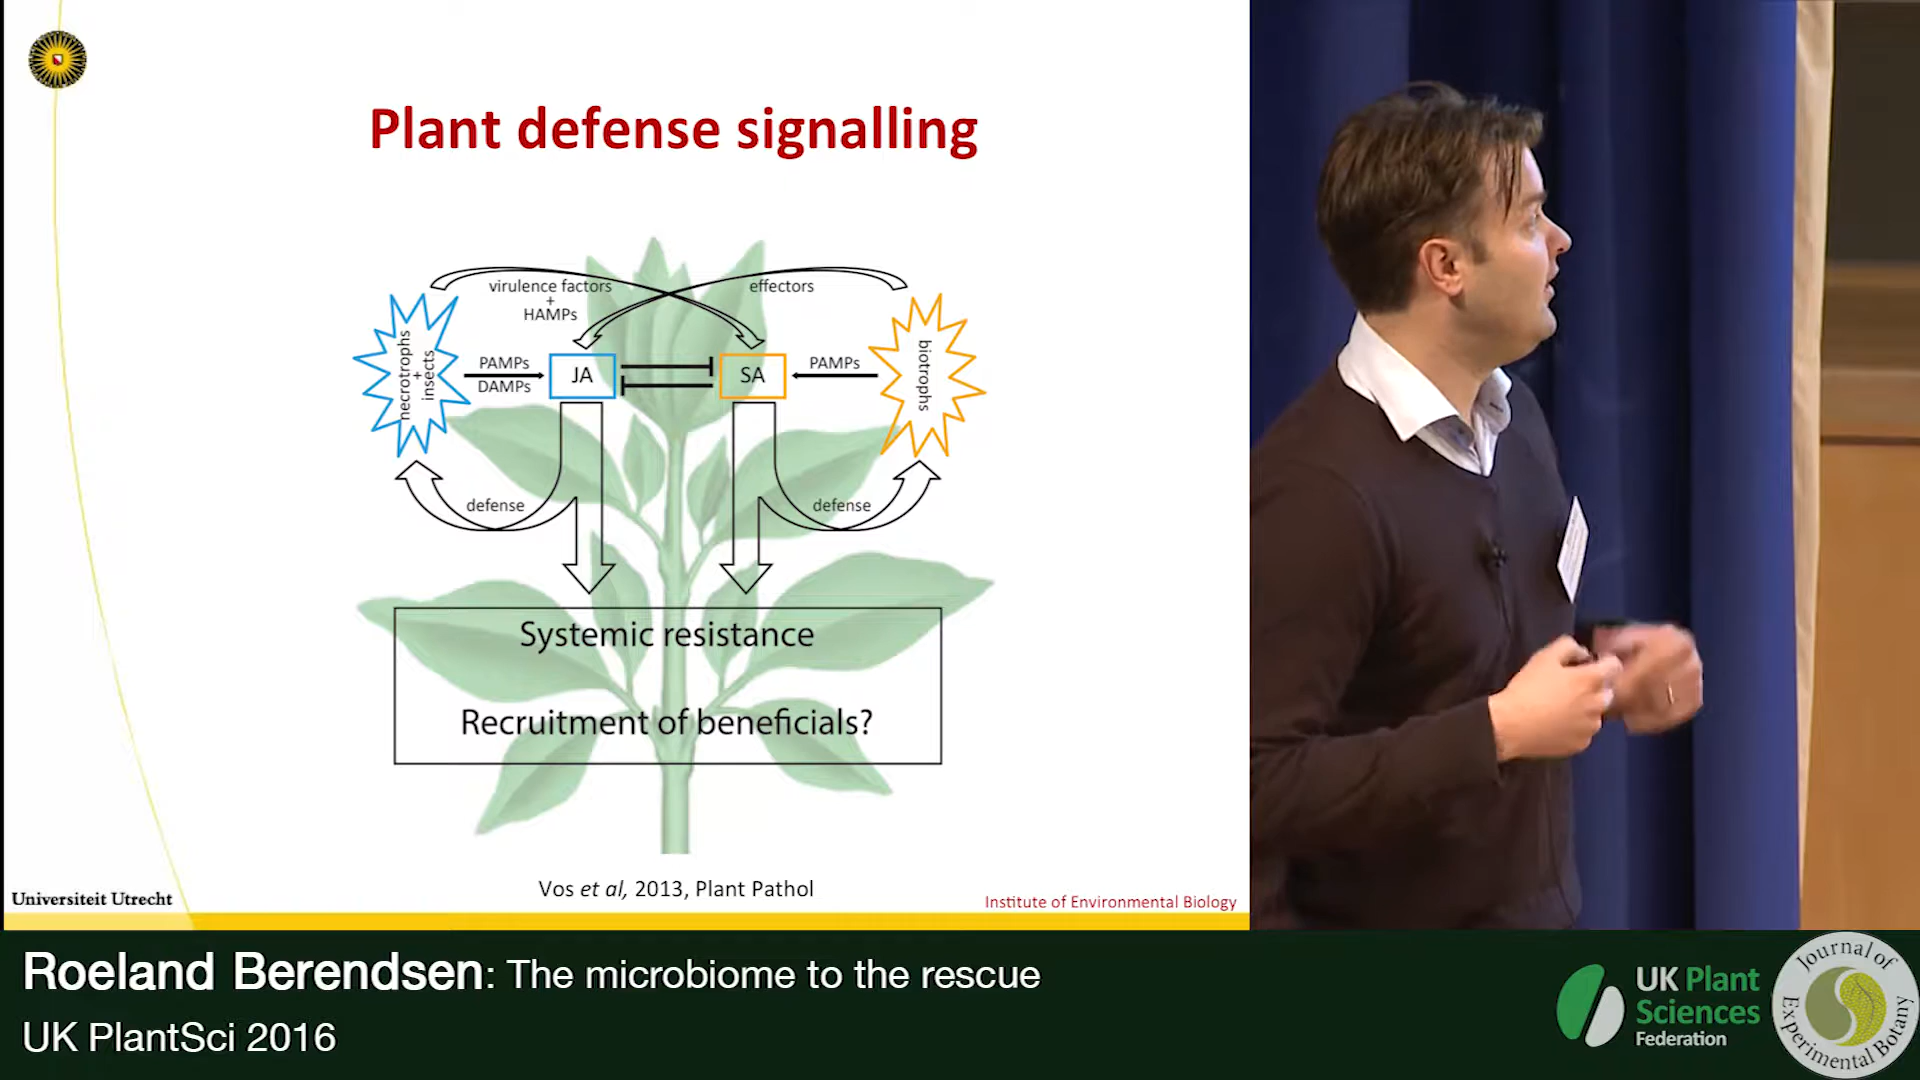 Plant defense signalling
virulence factors
+
HAMPs
effectors
necrotrophs
+
insects
PAMPs
DAMPs
JA
SA
PAMPs
biotrophs
defense
defense
Systemic resistance
Recruitment of beneficials?
Vos et al, 2013, Plant Pathol
Universiteit Utrecht
Institute of Environmental Biology
Roeland Berendsen: The microbiome to the rescue
UK PlantSci 2016
UK Plant
Sciences
Federation
Journal of
Experimental Botany